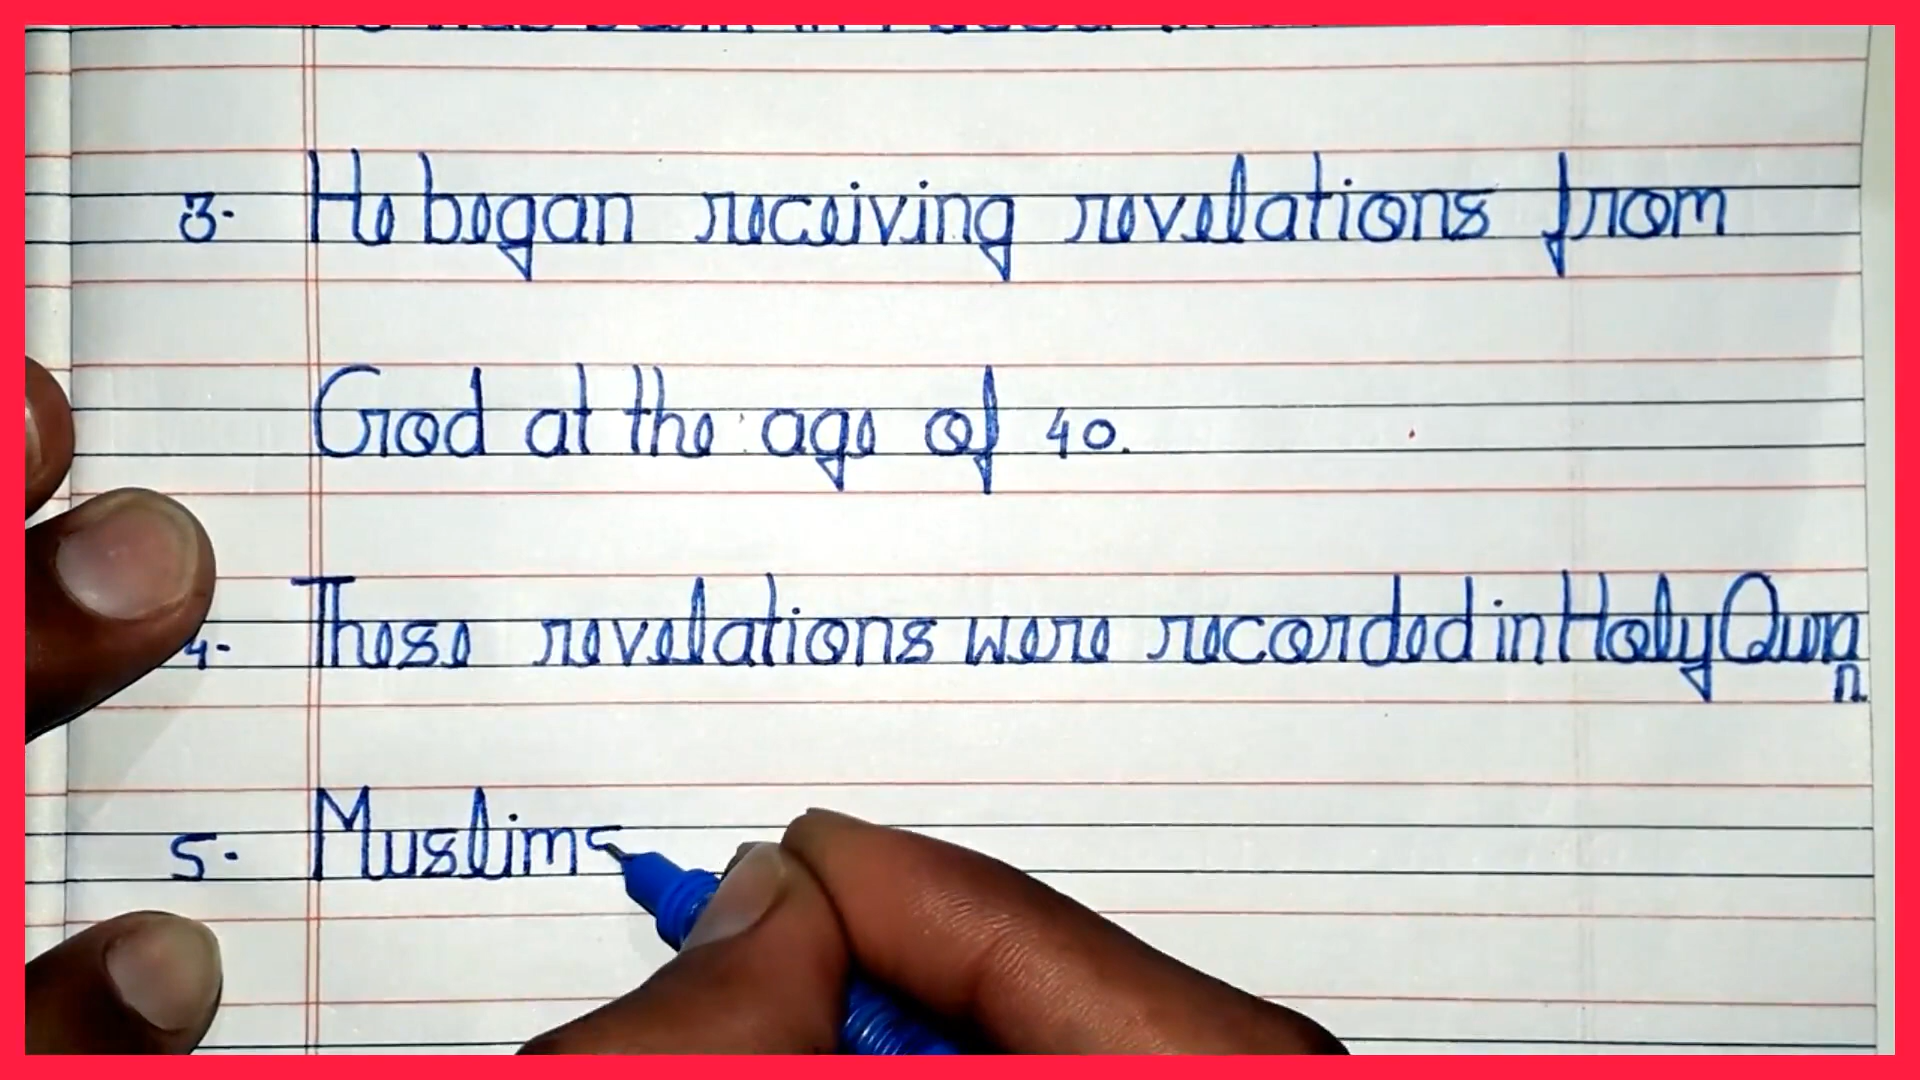 3. He began receiving revelations from
God at the age of 40.
4. These revelations were recorded in Holy Quran
5. Muslims